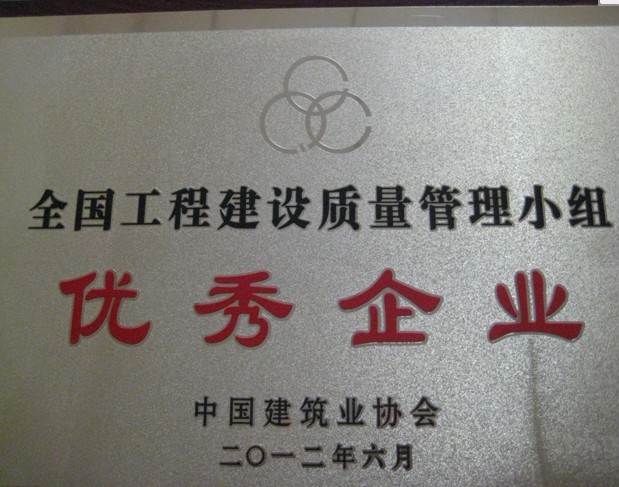 全国工程建设质量管理小组
优秀企业
中国建筑业协会
二〇一二年六月